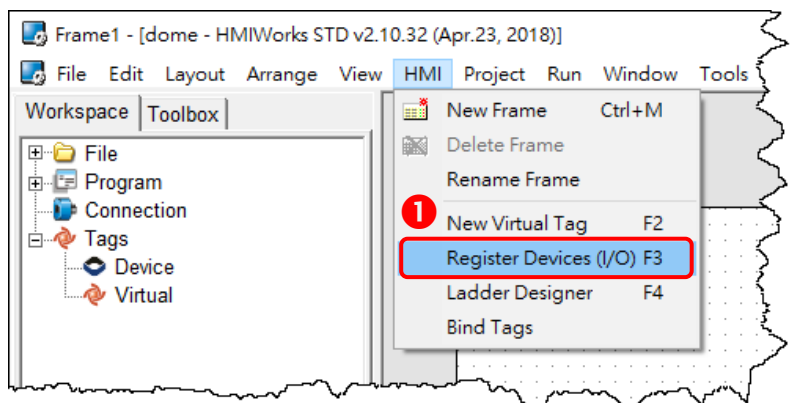 Frame1 - [dome - HMIWorks STD v2.10.32 (Apr.23, 2018)]
File Edit Layout Arrange View HMI Project Run Window Tools
Workspace Toolbox
File
Program
Connection
Tags
Device
Virtual
New Frame Ctrl+M
Delete Frame
Rename Frame
1
New Virtual Tag F2
Register Devices (I/O) F3
Ladder Designer F4
Bind Tags